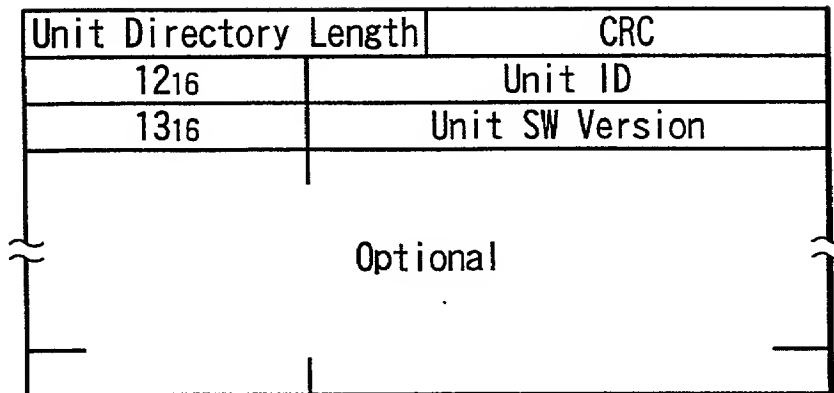 Unit Directory Length CRC
12₁₆ Unit ID
13₁₆ Unit SW Version
Optional